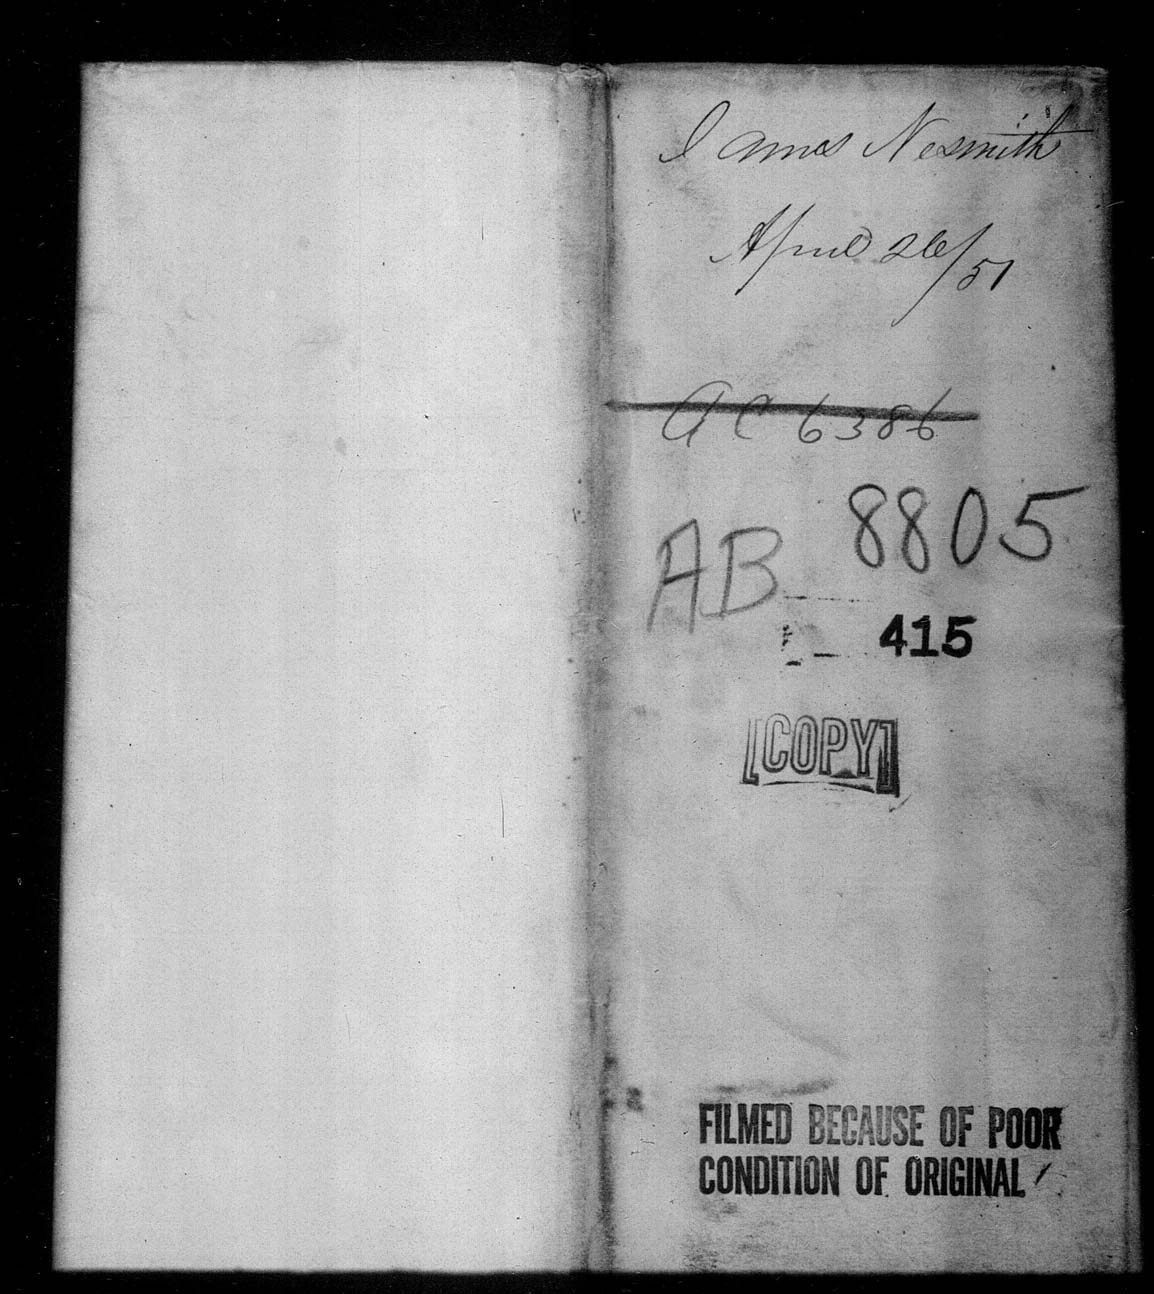 James Nesmith
April 26/51
AC 6386
AB 8805
415
[COPY]
FILMED BECAUSE OF POOR
CONDITION OF ORIGINAL